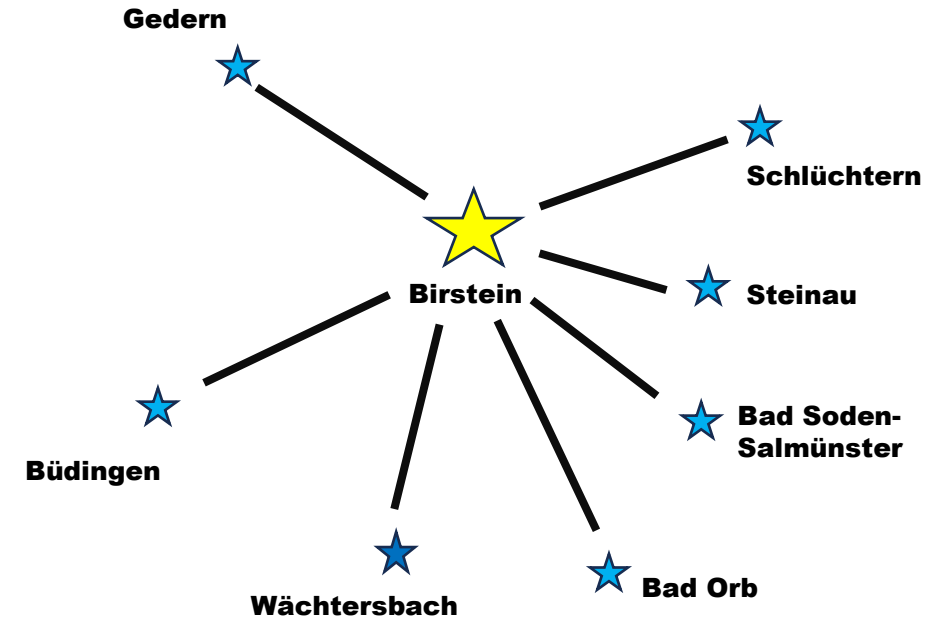 Gedern
Schlüchtern
Birstein
Steinau
Bad Soden-
Salmünster
Büdingen
Bad Orb
Wächtersbach